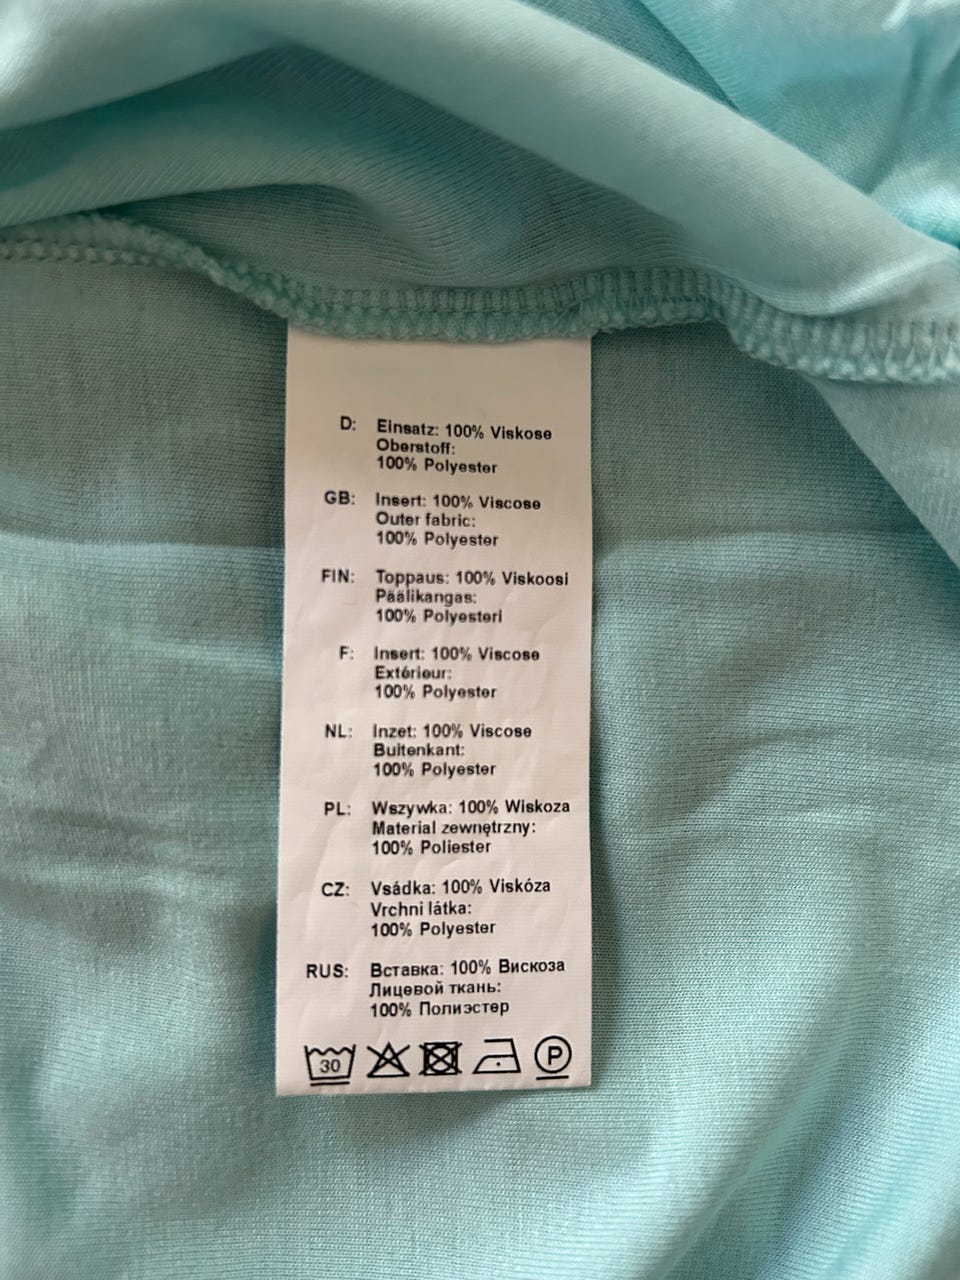 D: Einsatz: 100% Viskose
Oberstoff:
100% Polyester
GB: Insert: 100% Viscose
Outer fabric:
100% Polyester
FIN: Toppaus: 100% Viskoosi
Päälikangas:
100% Polyesteri
F: Insert: 100% Viscose
Extérieur:
100% Polyester
NL: Inzet: 100% Viscose
Buitenkant:
100% Polyester
PL: Wszywka: 100% Wiskoza
Material zewnętrzny:
100% Poliester
CZ: Vsádka: 100% Viskóza
Vrchni látka:
100% Polyester
RUS: Вставка: 100% Вискоза
Лицевой ткань:
100% Полиэстер
30 P